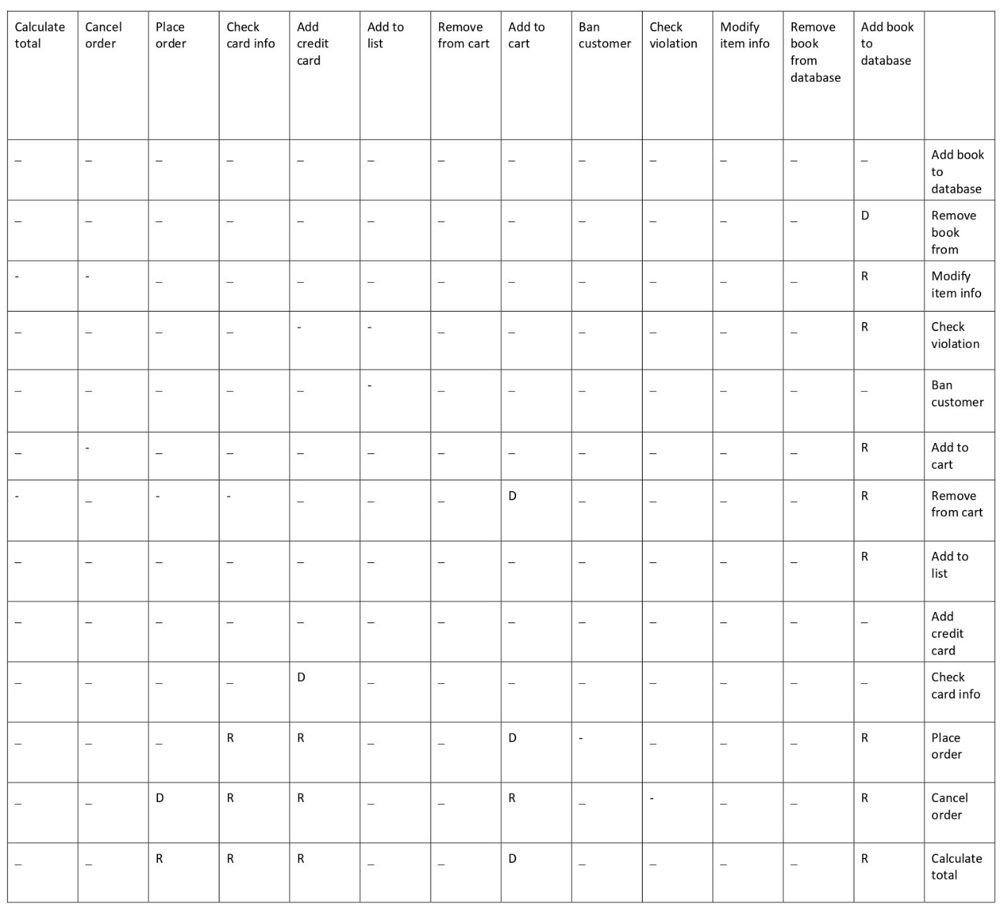 Calculate total | Cancel order | Place order | Check card info | Add credit card | Add to list | Remove from cart | Add to cart | Ban customer | Check violation | Modify item info | Remove book from database | Add book to database |
_ | _ | _ | _ | _ | _ | _ | _ | _ | _ | _ | _ | _ | Add book to database
_ | _ | _ | _ | _ | _ | _ | _ | _ | _ | _ | _ | D | Remove book from
- | - | _ | _ | _ | _ | _ | _ | _ | _ | _ | _ | R | Modify item info
_ | _ | _ | _ | - | - | _ | _ | _ | _ | _ | _ | R | Check violation
_ | _ | _ | _ | _ | - | _ | _ | _ | _ | _ | _ | _ | Ban customer
_ | - | _ | _ | _ | _ | _ | _ | _ | _ | _ | _ | R | Add to cart
- | _ | - | - | _ | _ | _ | D | _ | _ | _ | _ | R | Remove from cart
_ | _ | _ | _ | _ | _ | _ | _ | _ | _ | _ | _ | R | Add to list
_ | _ | _ | _ | _ | _ | _ | _ | _ | _ | _ | _ | _ | Add credit card
_ | _ | _ | _ | D | _ | _ | _ | _ | _ | _ | _ | _ | Check card info
_ | _ | _ | R | R | _ | _ | D | - | _ | _ | _ | R | Place order
_ | _ | D | R | R | _ | _ | R | _ | - | _ | _ | R | Cancel order
_ | _ | R | R | R | _ | _ | D | _ | _ | _ | _ | R | Calculate total